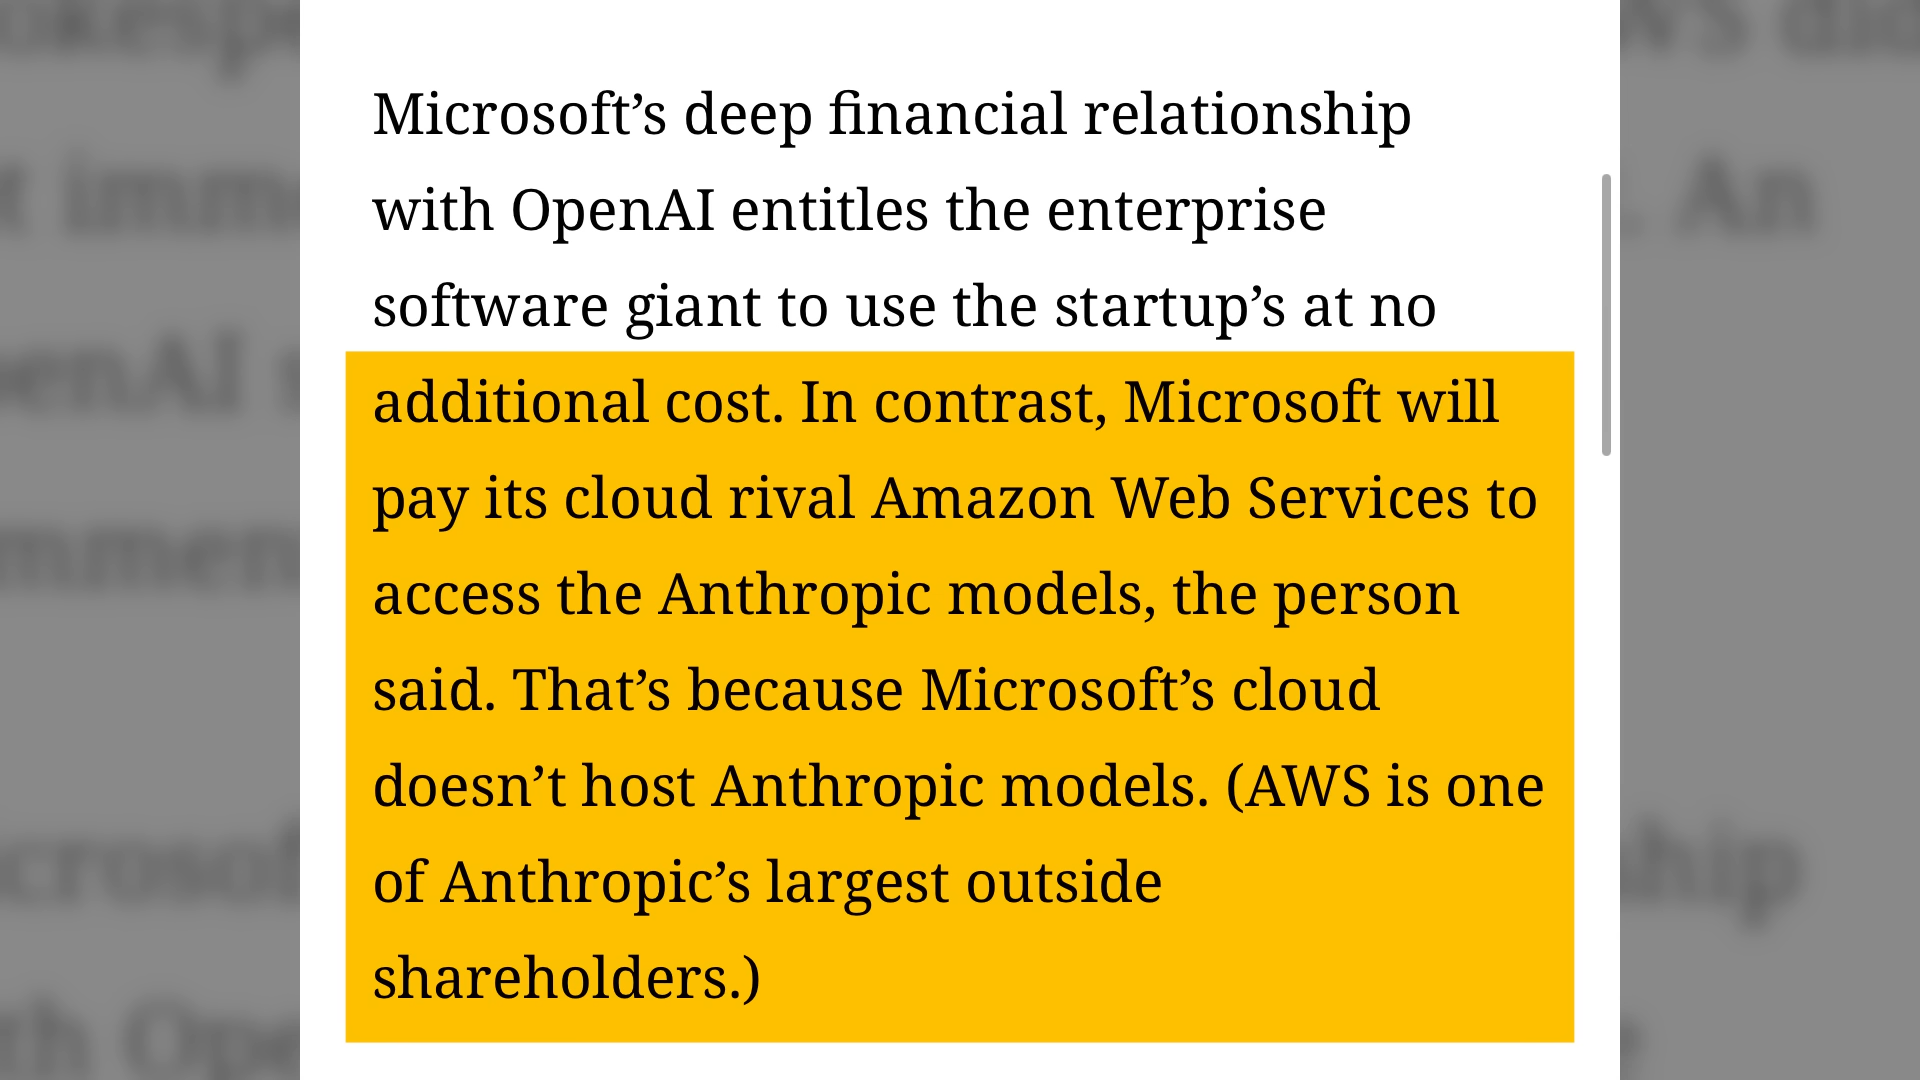 Microsoft’s deep financial relationship
with OpenAI entitles the enterprise
software giant to use the startup’s at no
additional cost. In contrast, Microsoft will
pay its cloud rival Amazon Web Services to
access the Anthropic models, the person
said. That’s because Microsoft’s cloud
doesn’t host Anthropic models. (AWS is one
of Anthropic’s largest outside
shareholders.)